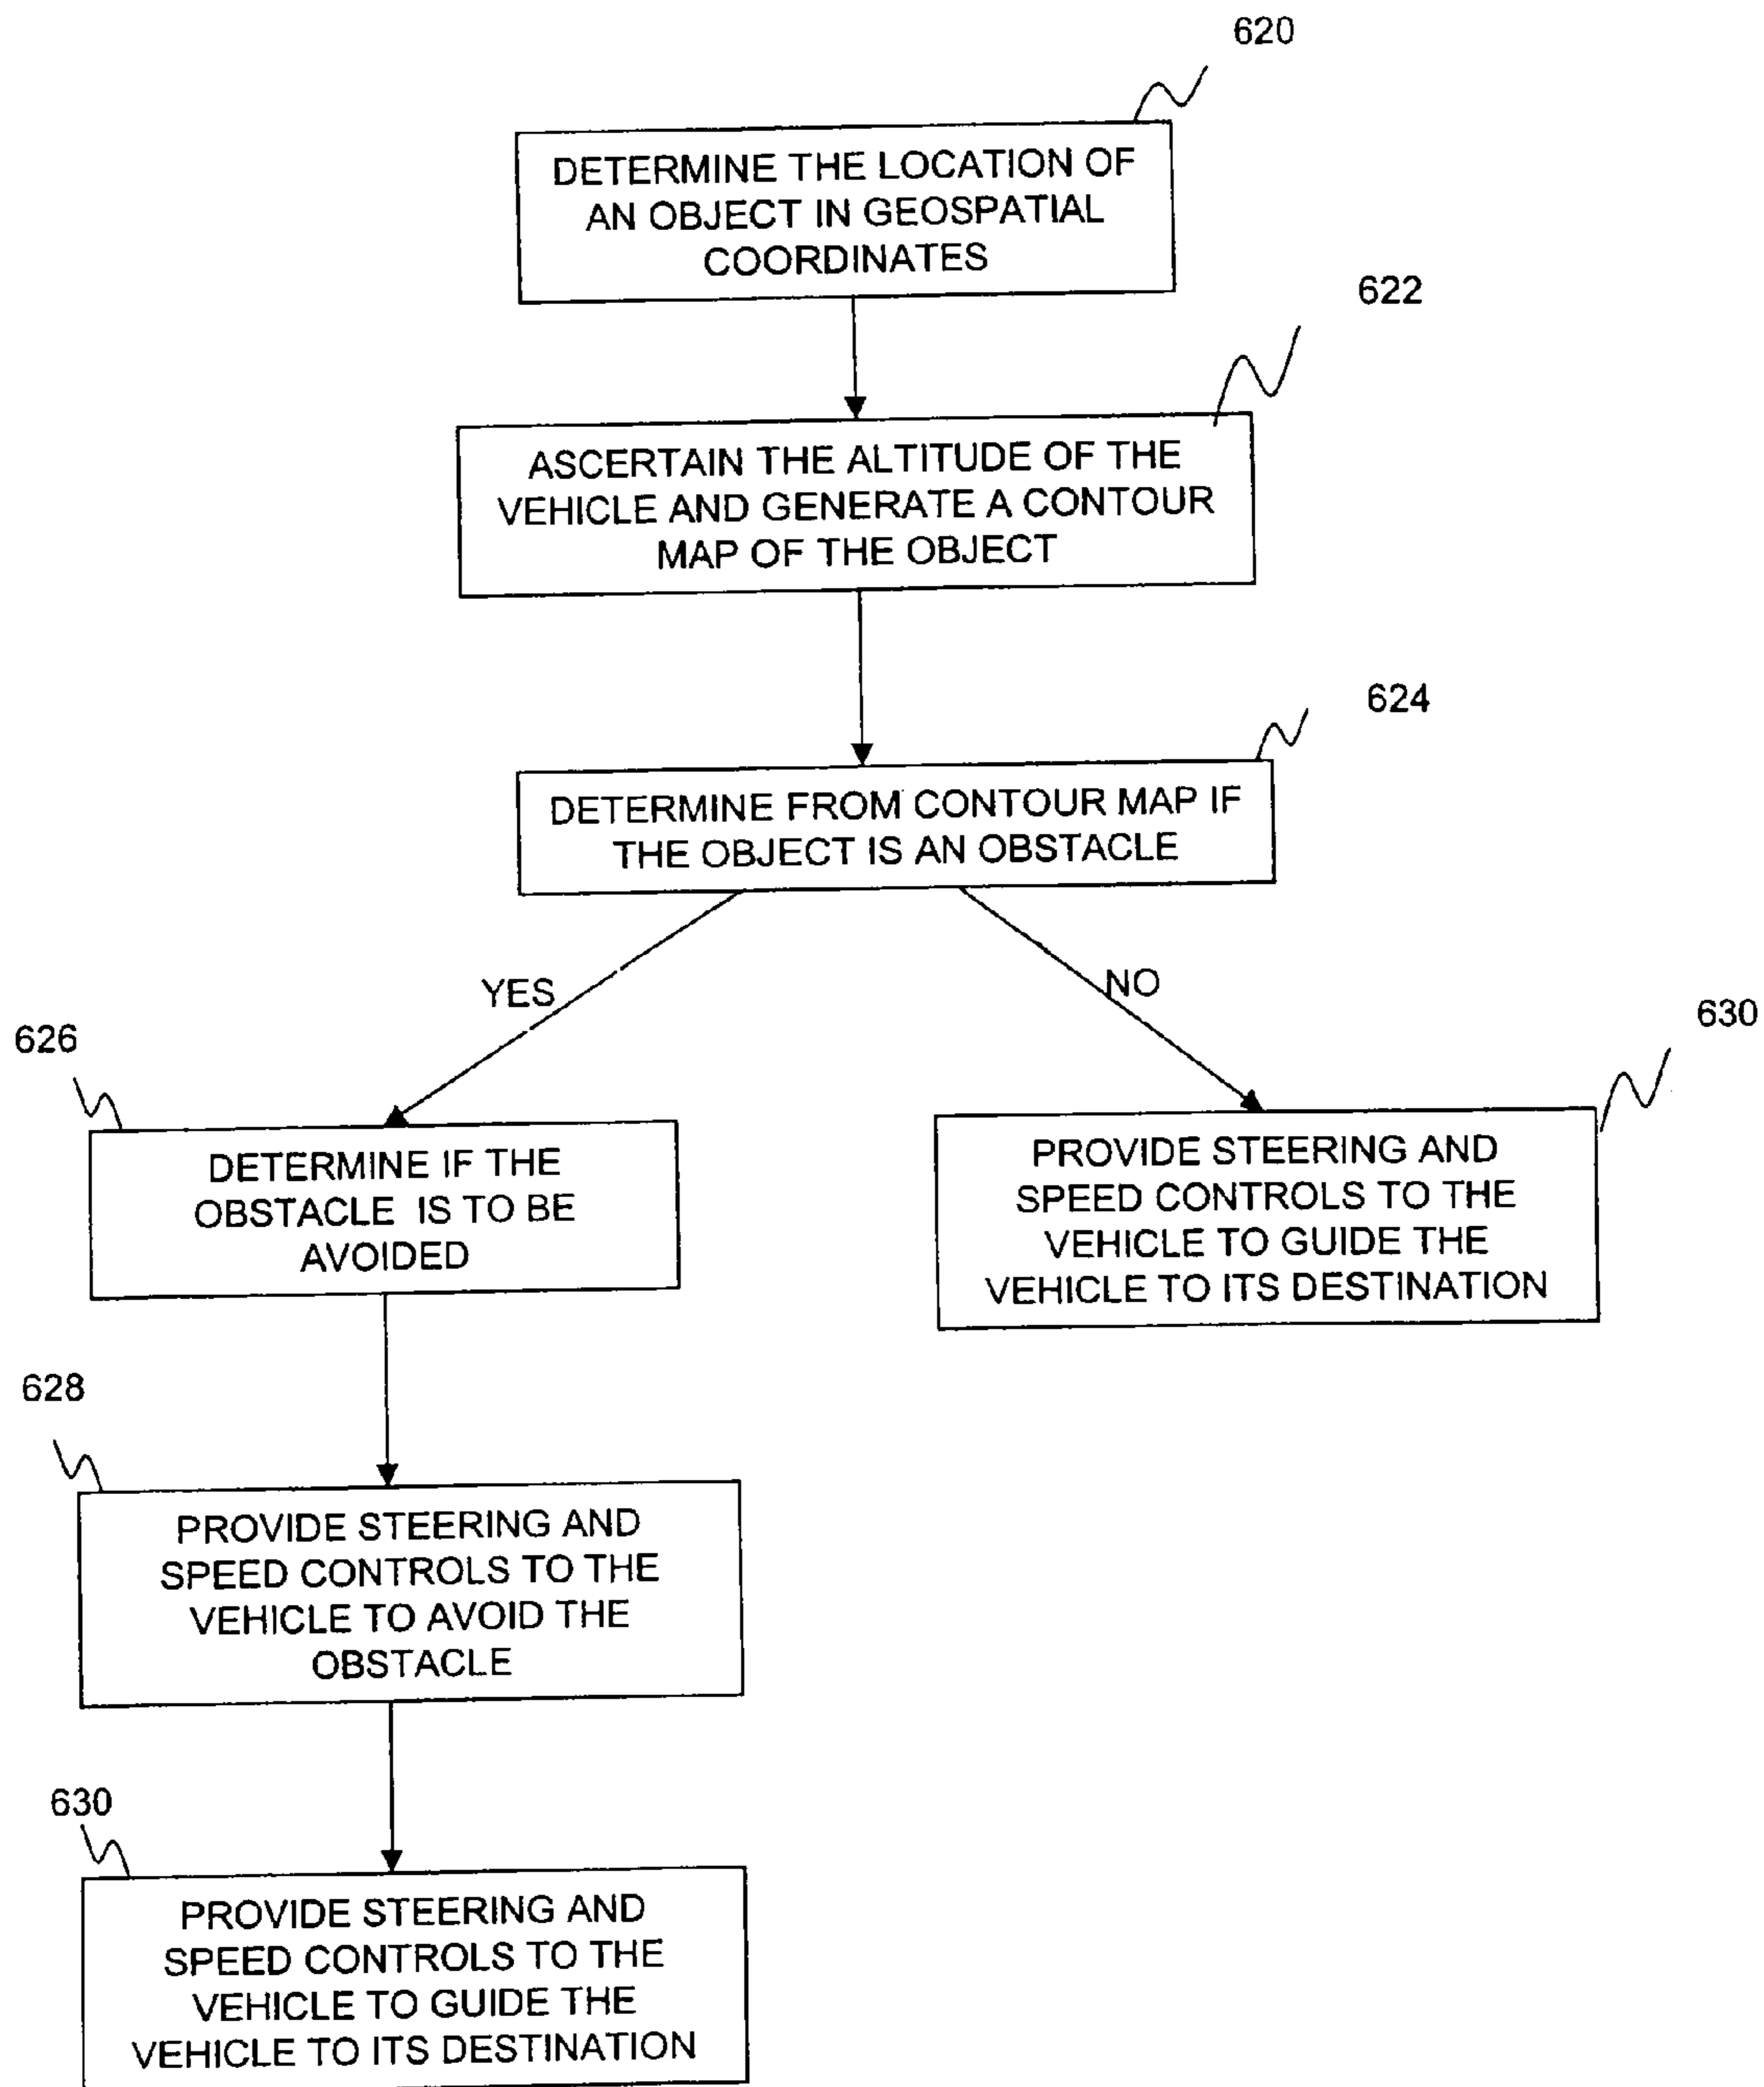 620
DETERMINE THE LOCATION OF
AN OBJECT IN GEOSPATIAL
COORDINATES
622
ASCERTAIN THE ALTITUDE OF THE
VEHICLE AND GENERATE A CONTOUR
MAP OF THE OBJECT
624
DETERMINE FROM CONTOUR MAP IF
THE OBJECT IS AN OBSTACLE
YES
NO
626
DETERMINE IF THE
OBSTACLE IS TO BE
AVOIDED
630
PROVIDE STEERING AND
SPEED CONTROLS TO THE
VEHICLE TO GUIDE THE
VEHICLE TO ITS DESTINATION
628
PROVIDE STEERING AND
SPEED CONTROLS TO THE
VEHICLE TO AVOID THE
OBSTACLE
630
PROVIDE STEERING AND
SPEED CONTROLS TO THE
VEHICLE TO GUIDE THE
VEHICLE TO ITS DESTINATION